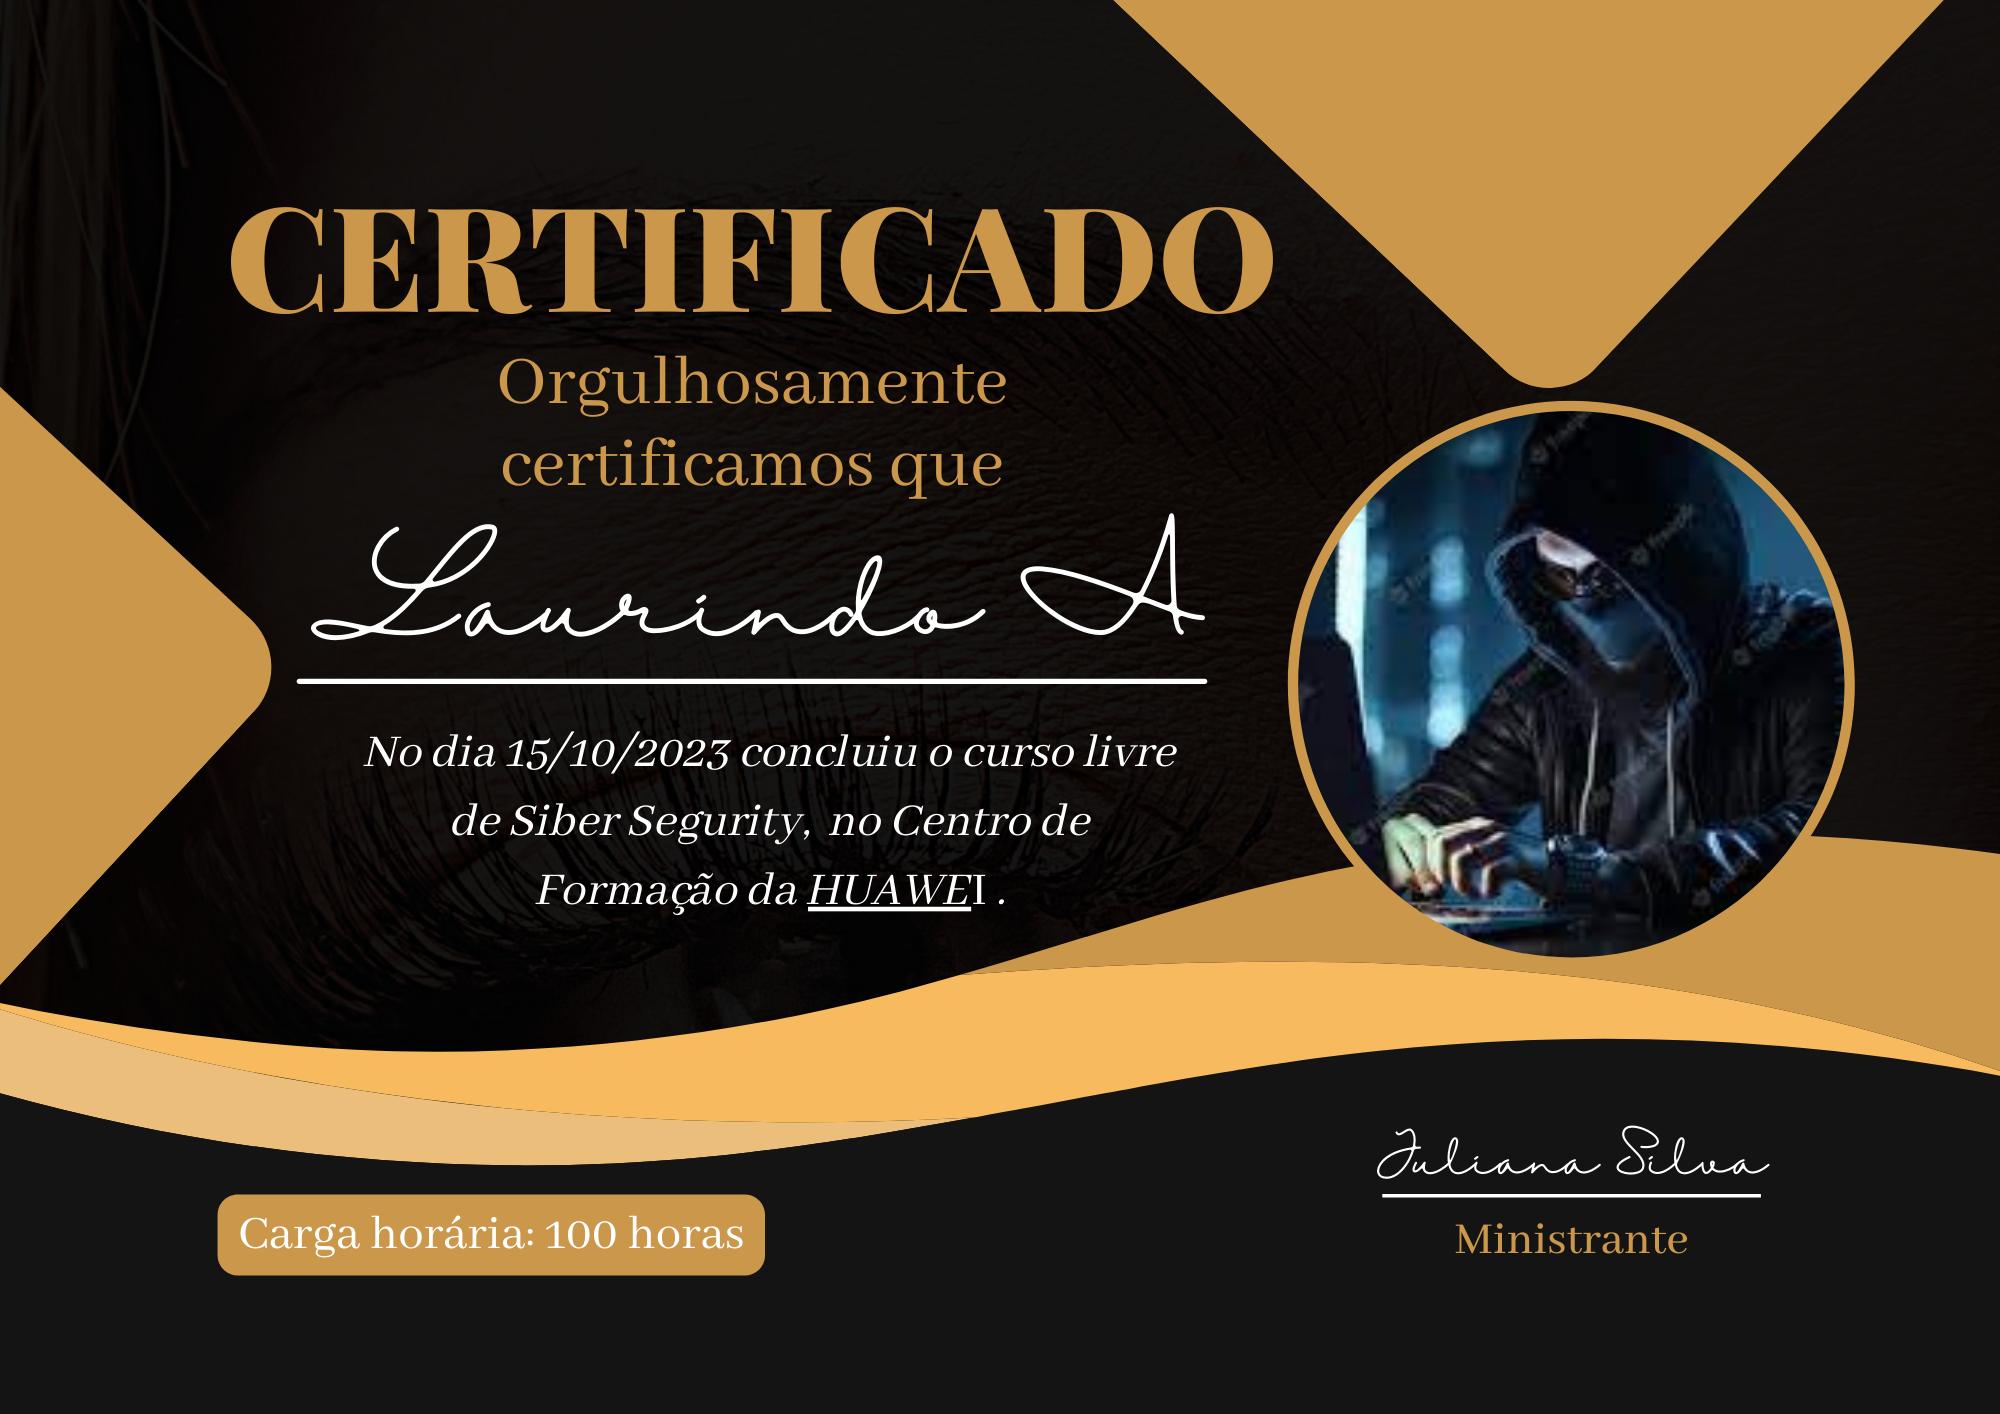 CERTIFICADO
Orgulhosamente
certificamos que
Laurindo A
No dia 15/10/2023 concluiu o curso livre
de Siber Segurity, no Centro de
Formação da HUAWEI .
Carga horária: 100 horas
Juliana Silva
Ministrante